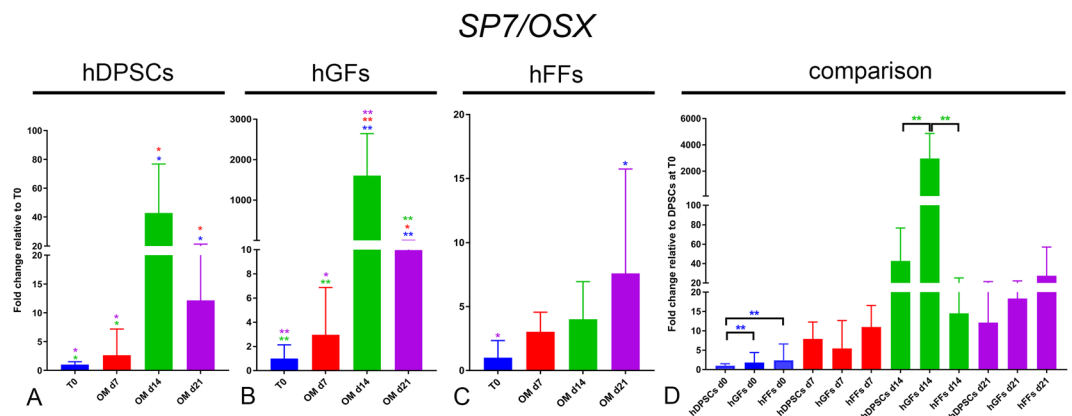 SP7/OSX
hDPSCs
hGFs
hFFs
comparison
Fold change relative to T0
100
80
60
40
20
20
15
10
5
0
*
*
*
*
*
*
*
*
T0
OM d7
OM d14
OM d21
A
3000
2000
1000
10
8
6
4
2
0
**
**
*
**
**
**
**
**
*
**
T0
OM d7
OM d14
OM d21
B
20
15
10
5
0
*
*
T0
OM d7
OM d14
OM d21
C
Fold change relative to DPSCs at T0
6000
5000
4000
3000
2000
100
80
60
40
20
20
15
10
5
0
**
**
**
**
hDPSCs d0
hGFs d0
hFFs d0
hDPSCs d7
hGFs d7
hFFs d7
hDPSCs d14
hGFs d14
hFFs d14
hDPSCs d21
hGFs d21
hFFs d21
D